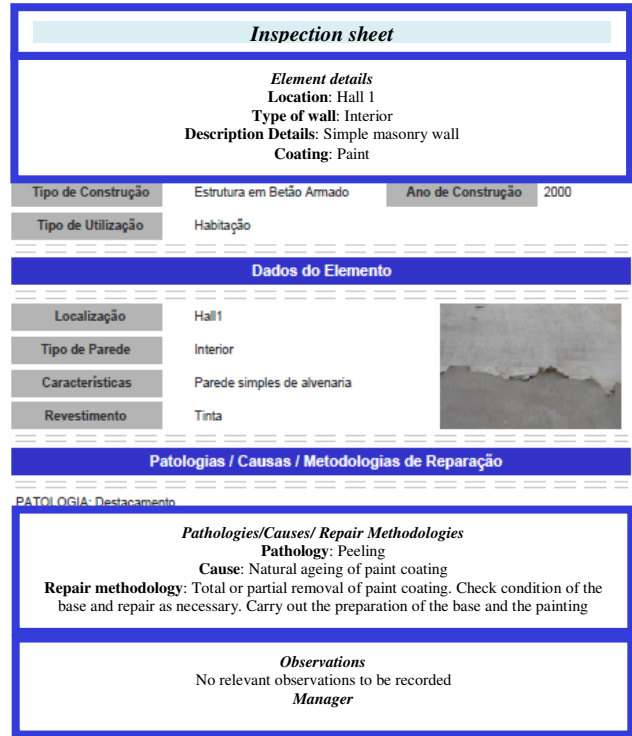 Inspection sheet
Element details
Location: Hall 1
Type of wall: Interior
Description Details: Simple masonry wall
Coating: Paint
Tipo de Construção Estrutura em Betão Armado Ano de Construção 2000
Tipo de Utilização Habitação
Dados do Elemento
Localização Hall1
Tipo de Parede Interior
Características Parede simples de alvenaria
Revestimento Tinta
Patologias / Causas / Metodologias de Reparação
PATOLOGIA: Destacamento
Pathologies/Causes/ Repair Methodologies
Pathology: Peeling
Cause: Natural ageing of paint coating
Repair methodology: Total or partial removal of paint coating. Check condition of the
base and repair as necessary. Carry out the preparation of the base and the painting
Observations
No relevant observations to be recorded
Manager